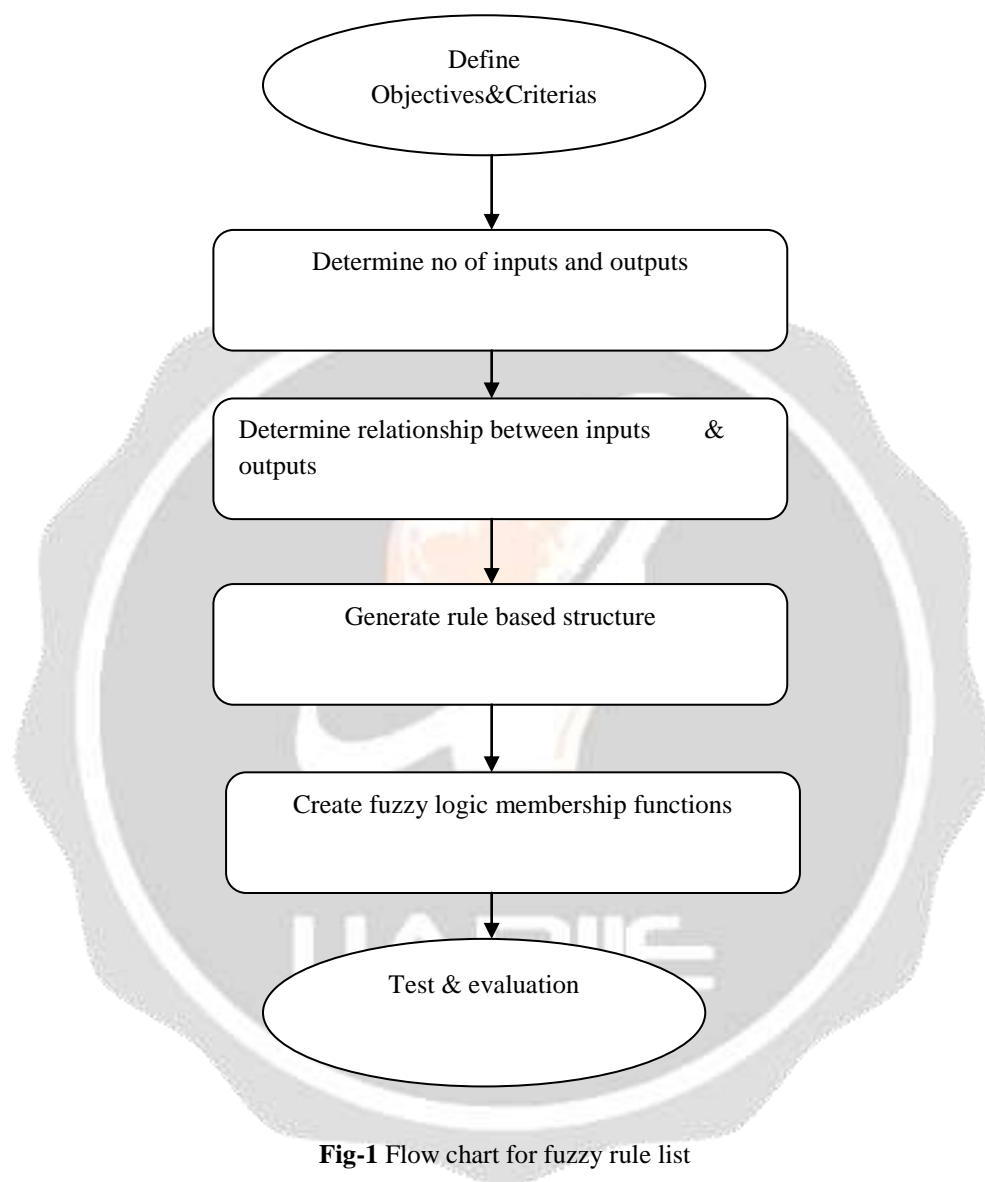 Define
Objectives&Criterias
Determine no of inputs and outputs
Determine relationship between inputs &
outputs
Generate rule based structure
Create fuzzy logic membership functions
Test & evaluation
Fig-1 Flow chart for fuzzy rule list